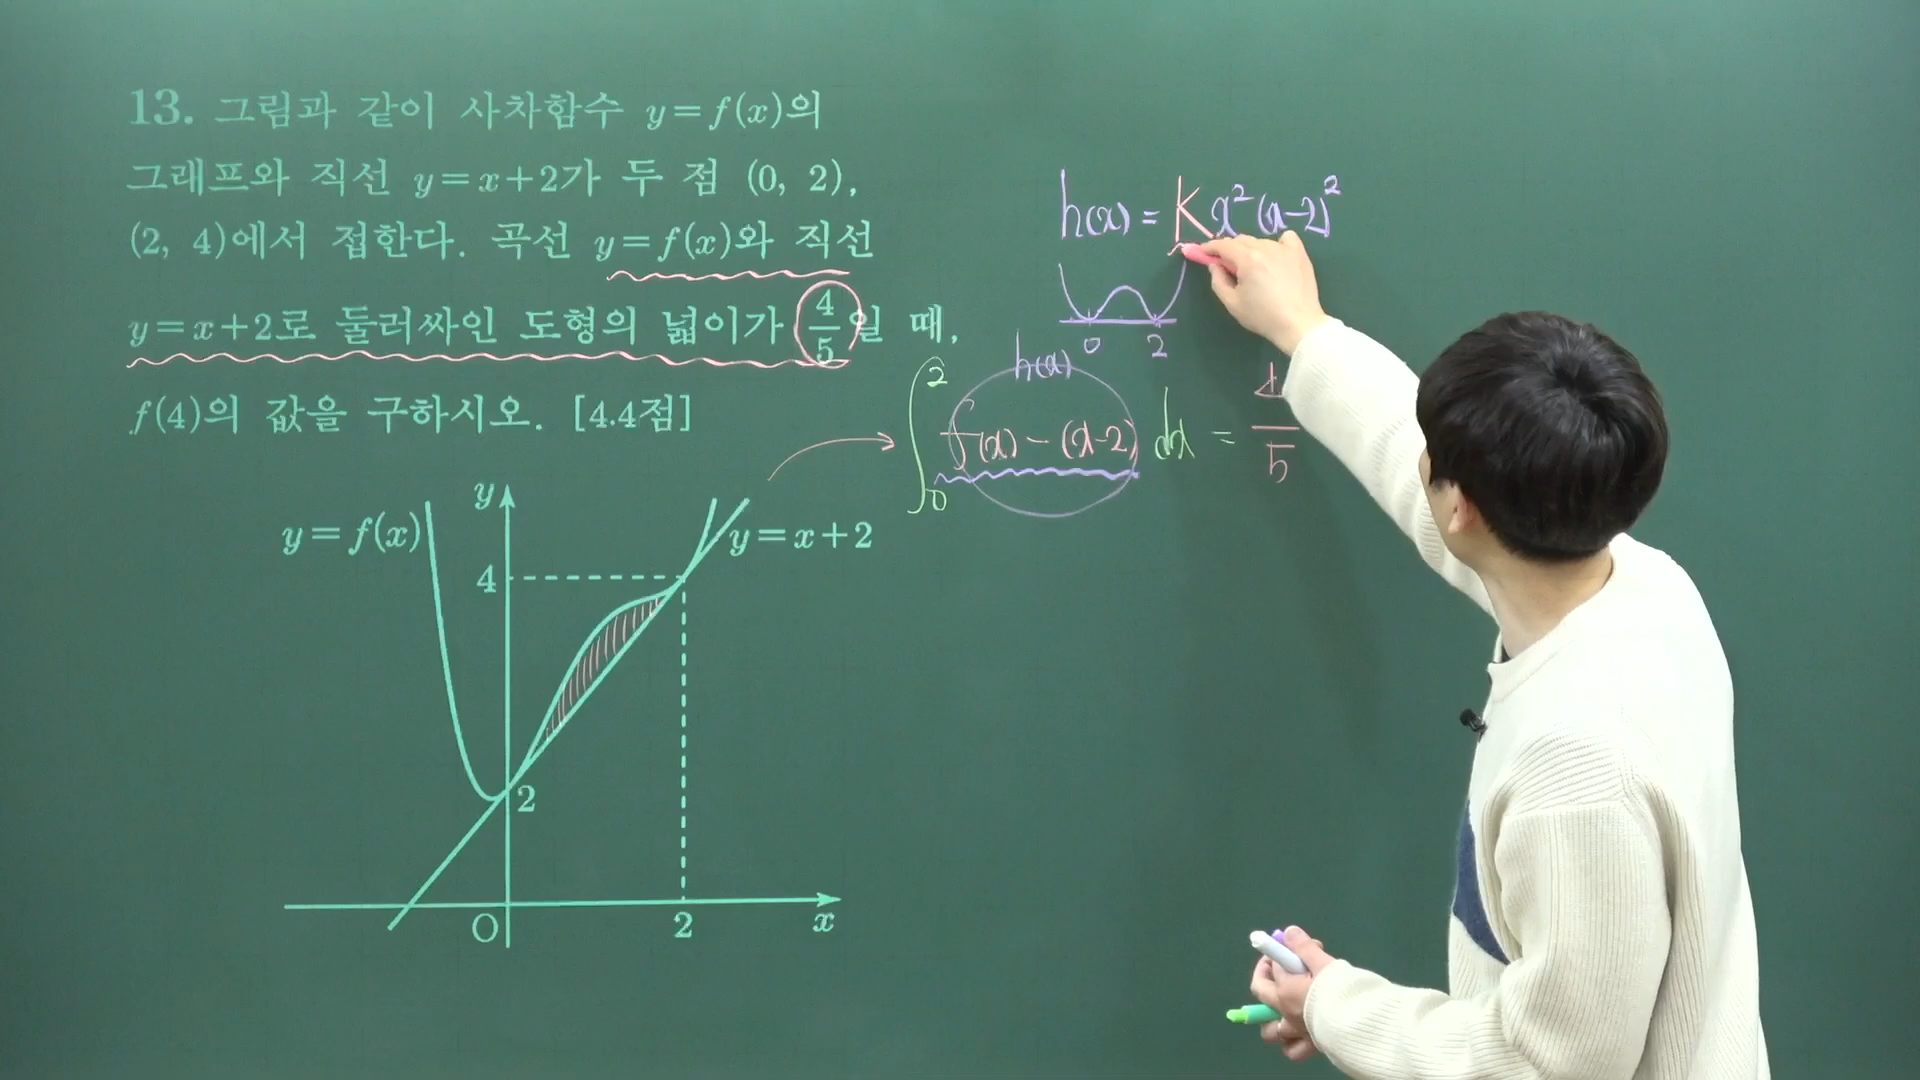 13. 그림과 같이 사차함수 y=f(x)의
그래프와 직선 y=x+2가 두 점 (0, 2),
(2, 4)에서 접한다. 곡선 y=f(x)와 직선
y=x+2로 둘러싸인 도형의 넓이가 4/5일 때,
f(4)의 값을 구하시오. [4.4점]
y=f(x)
y
4
y=x+2
2
O
2
x
h(x) = K x²(x-2)²
0 2
h(x)
∫₀² f(x) - (x-2) dx = 4/5